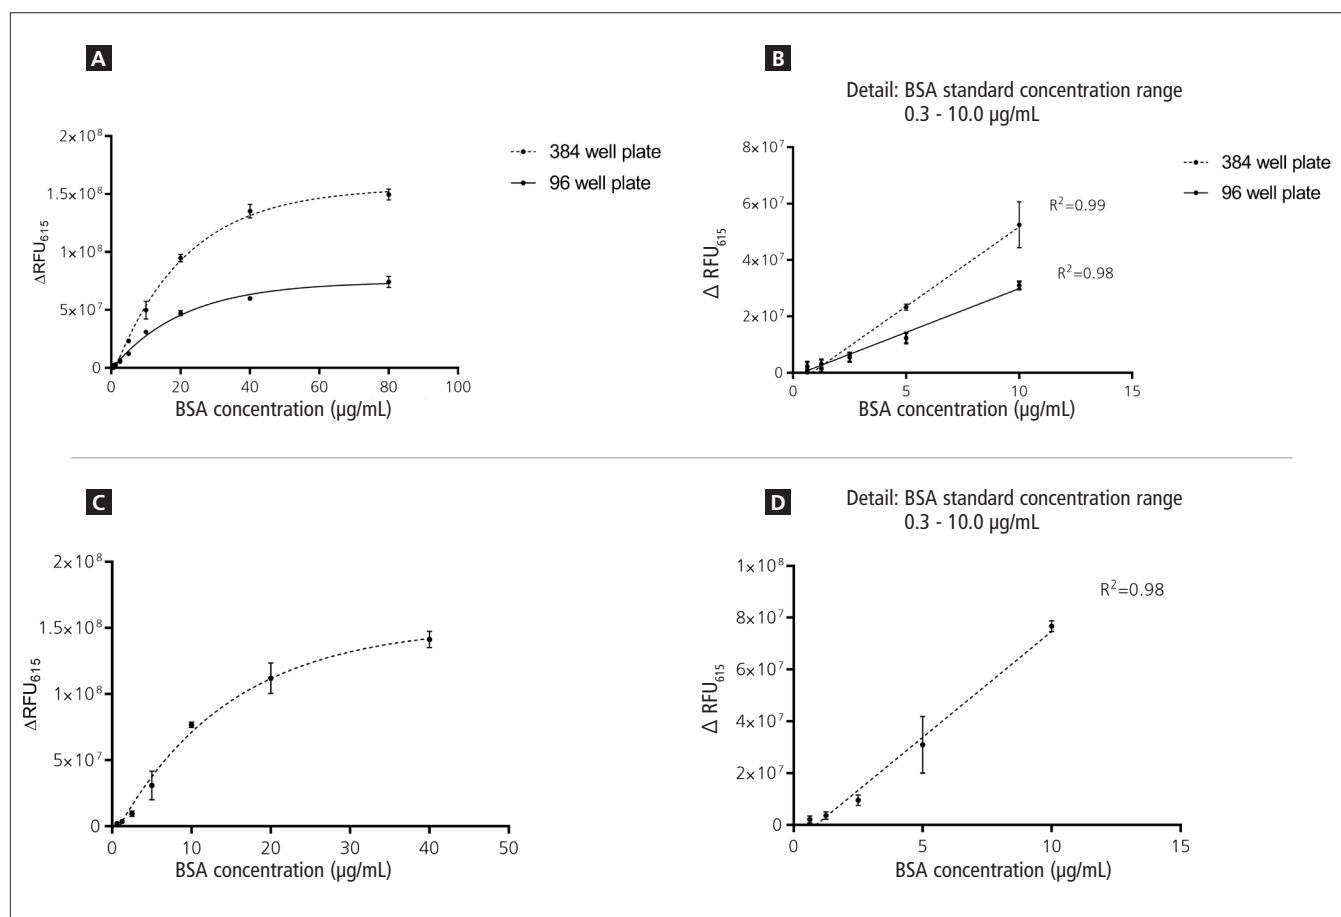 A
2×10⁸
1.5×10⁸
1×10⁸
5×10⁷
0
ΔRFU₆₁₅
0 20 40 60 80 100
BSA concentration (µg/mL)
384 well plate
96 well plate
B
Detail: BSA standard concentration range
0.3 - 10.0 µg/mL
8×10⁷
6×10⁷
4×10⁷
2×10⁷
0
Δ RFU₆₁₅
0 5 10 15
BSA concentration (µg/mL)
R²=0.99
R²=0.98
384 well plate
96 well plate
C
2×10⁸
1.5×10⁸
1×10⁸
5×10⁷
0
ΔRFU₆₁₅
0 10 20 30 40 50
BSA concentration (µg/mL)
D
Detail: BSA standard concentration range
0.3 - 10.0 µg/mL
1×10⁸
8×10⁷
6×10⁷
4×10⁷
2×10⁷
0
Δ RFU₆₁₅
0 5 10 15
BSA concentration (µg/mL)
R²=0.98